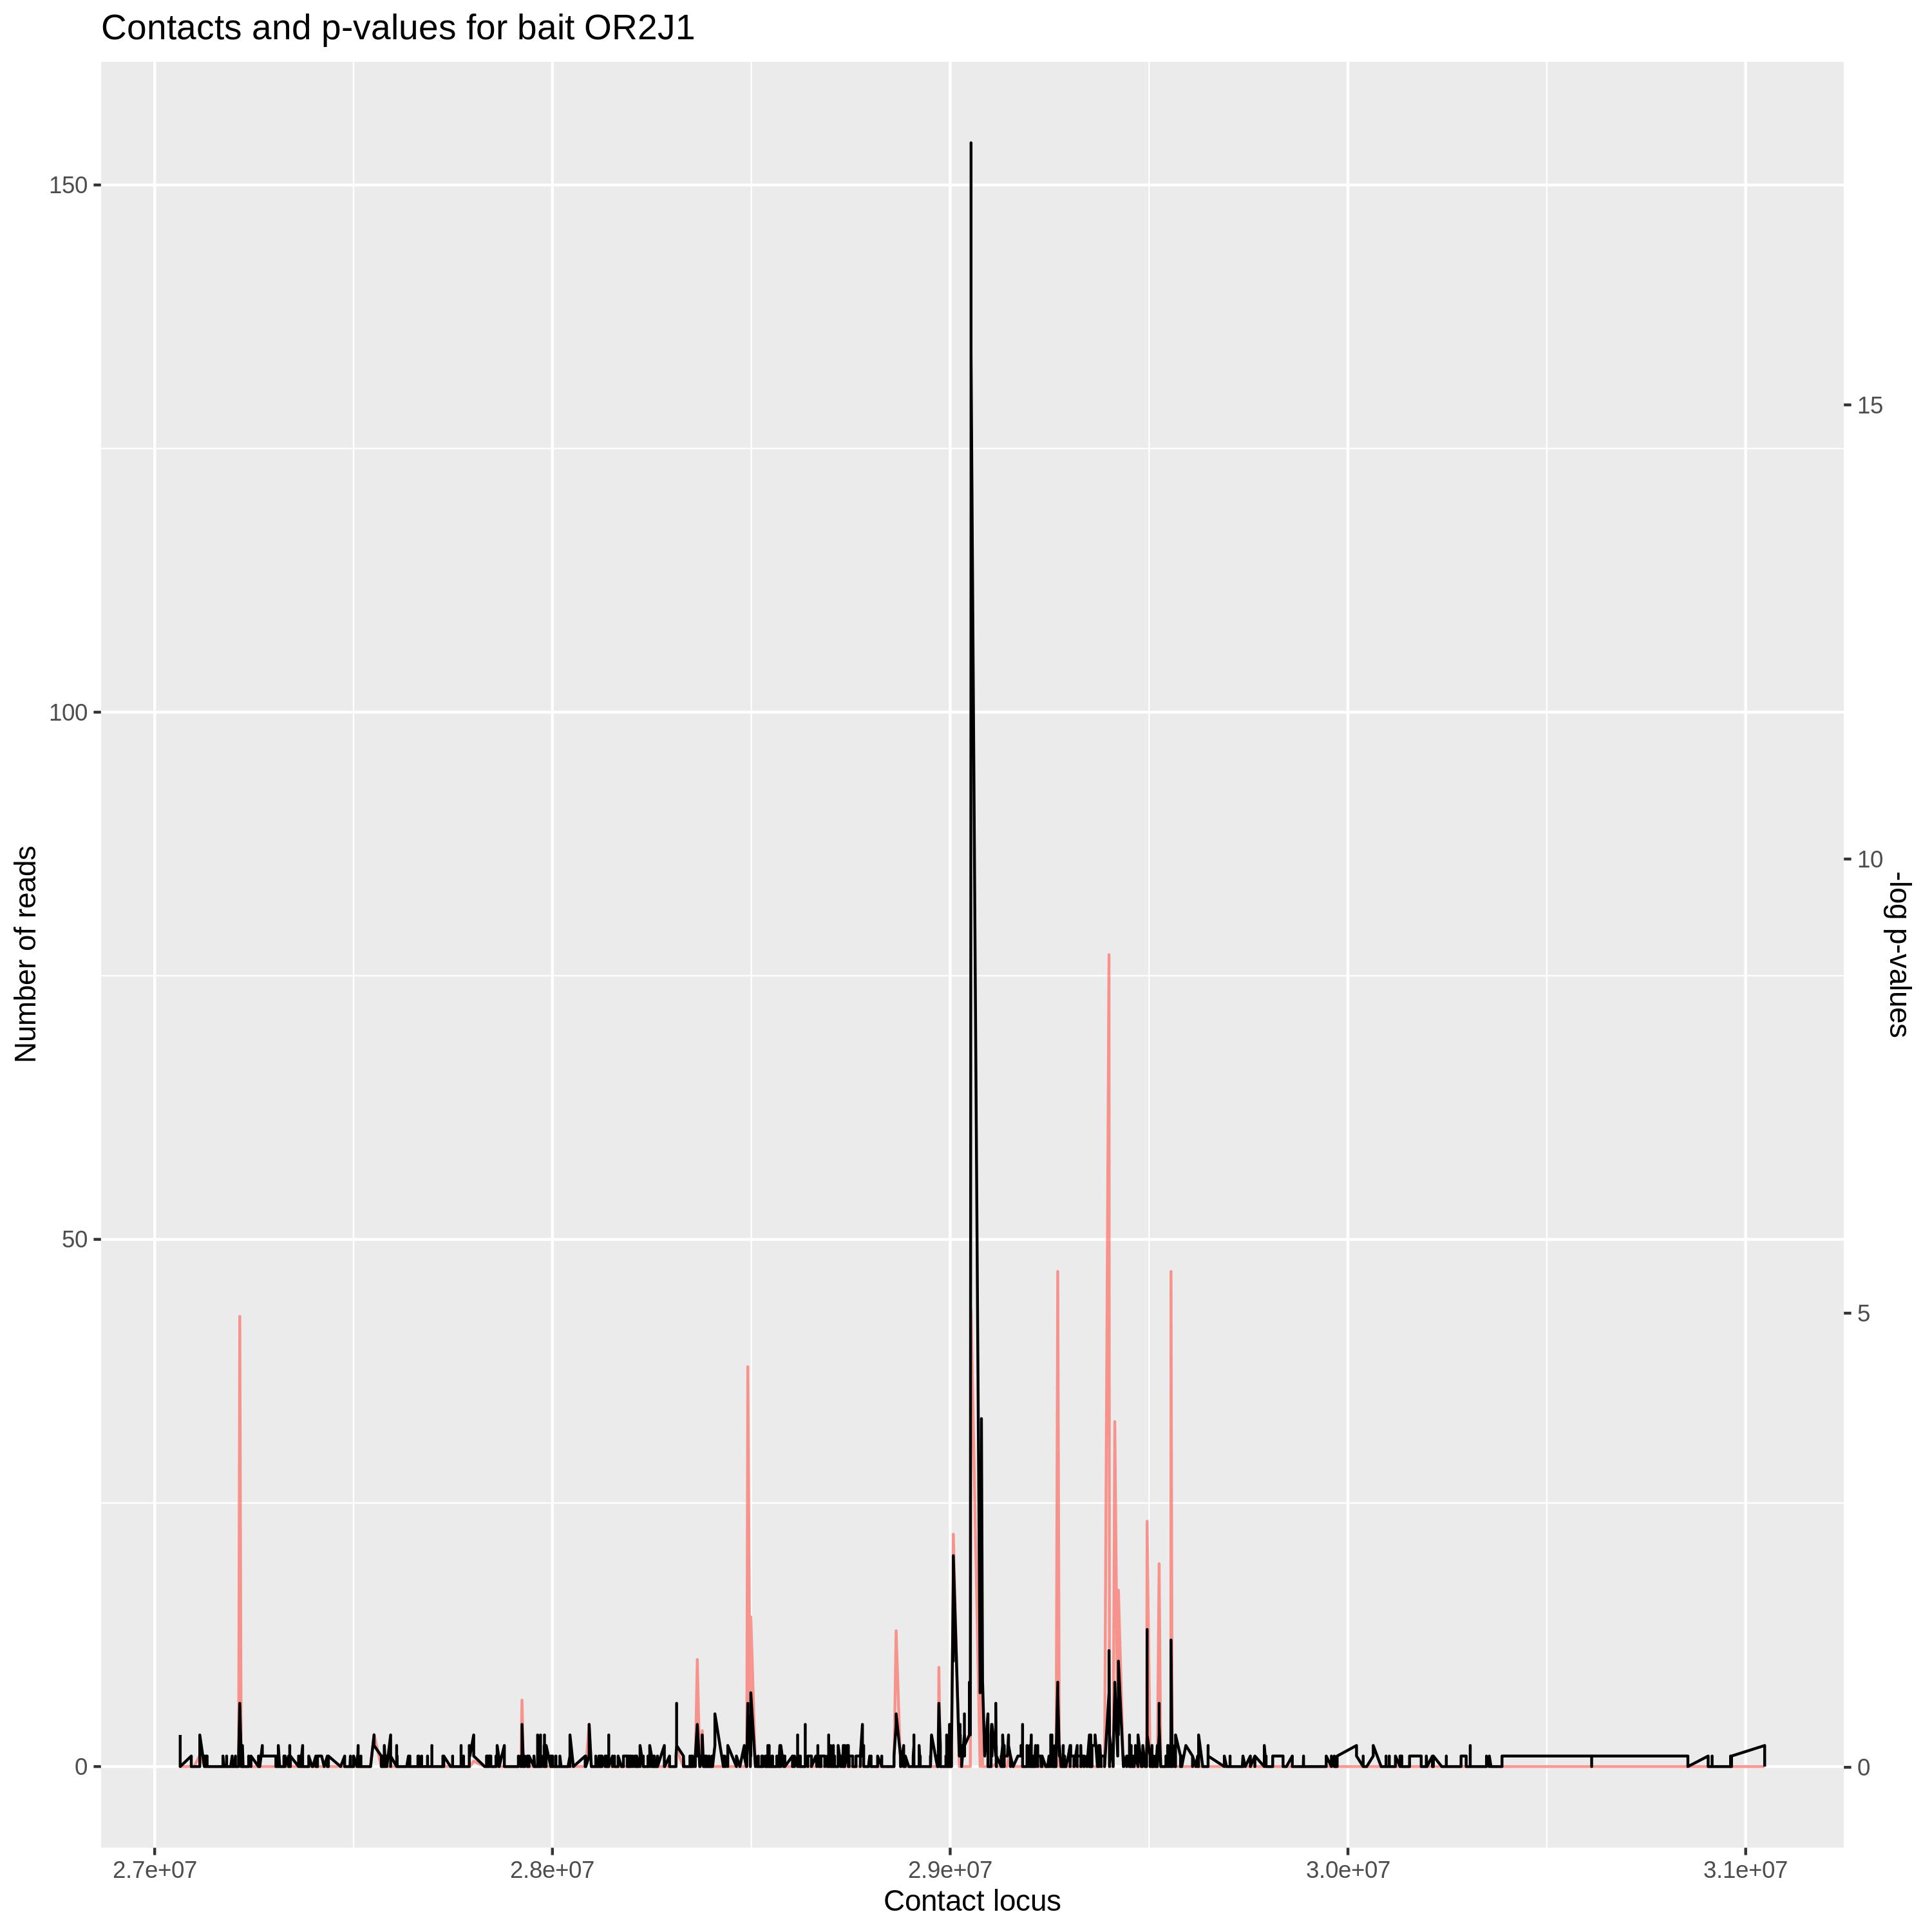 Contacts and p-values for bait OR2J1
150
100
50
0
Number of reads
15
10
5
0
-log p-values
2.7e+07
2.8e+07
2.9e+07
3.0e+07
3.1e+07
Contact locus